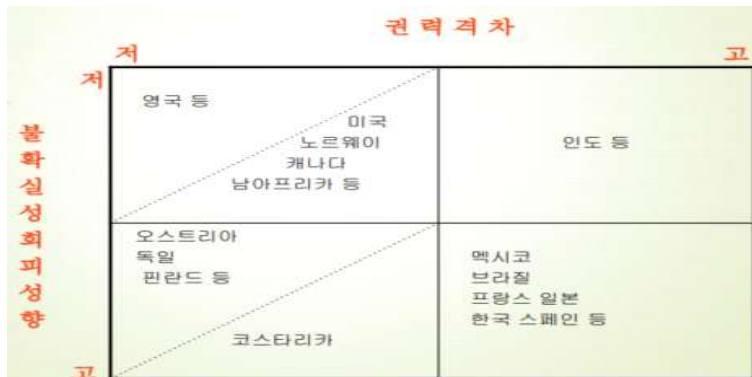 권력격차
저 고
저
불확실성회피성향
고
영국 등
미국
노르웨이
캐나다
남아프리카 등
인도 등
오스트리아
독일
핀란드 등
코스타리카
멕시코
브라질
프랑스 일본
한국 스페인 등